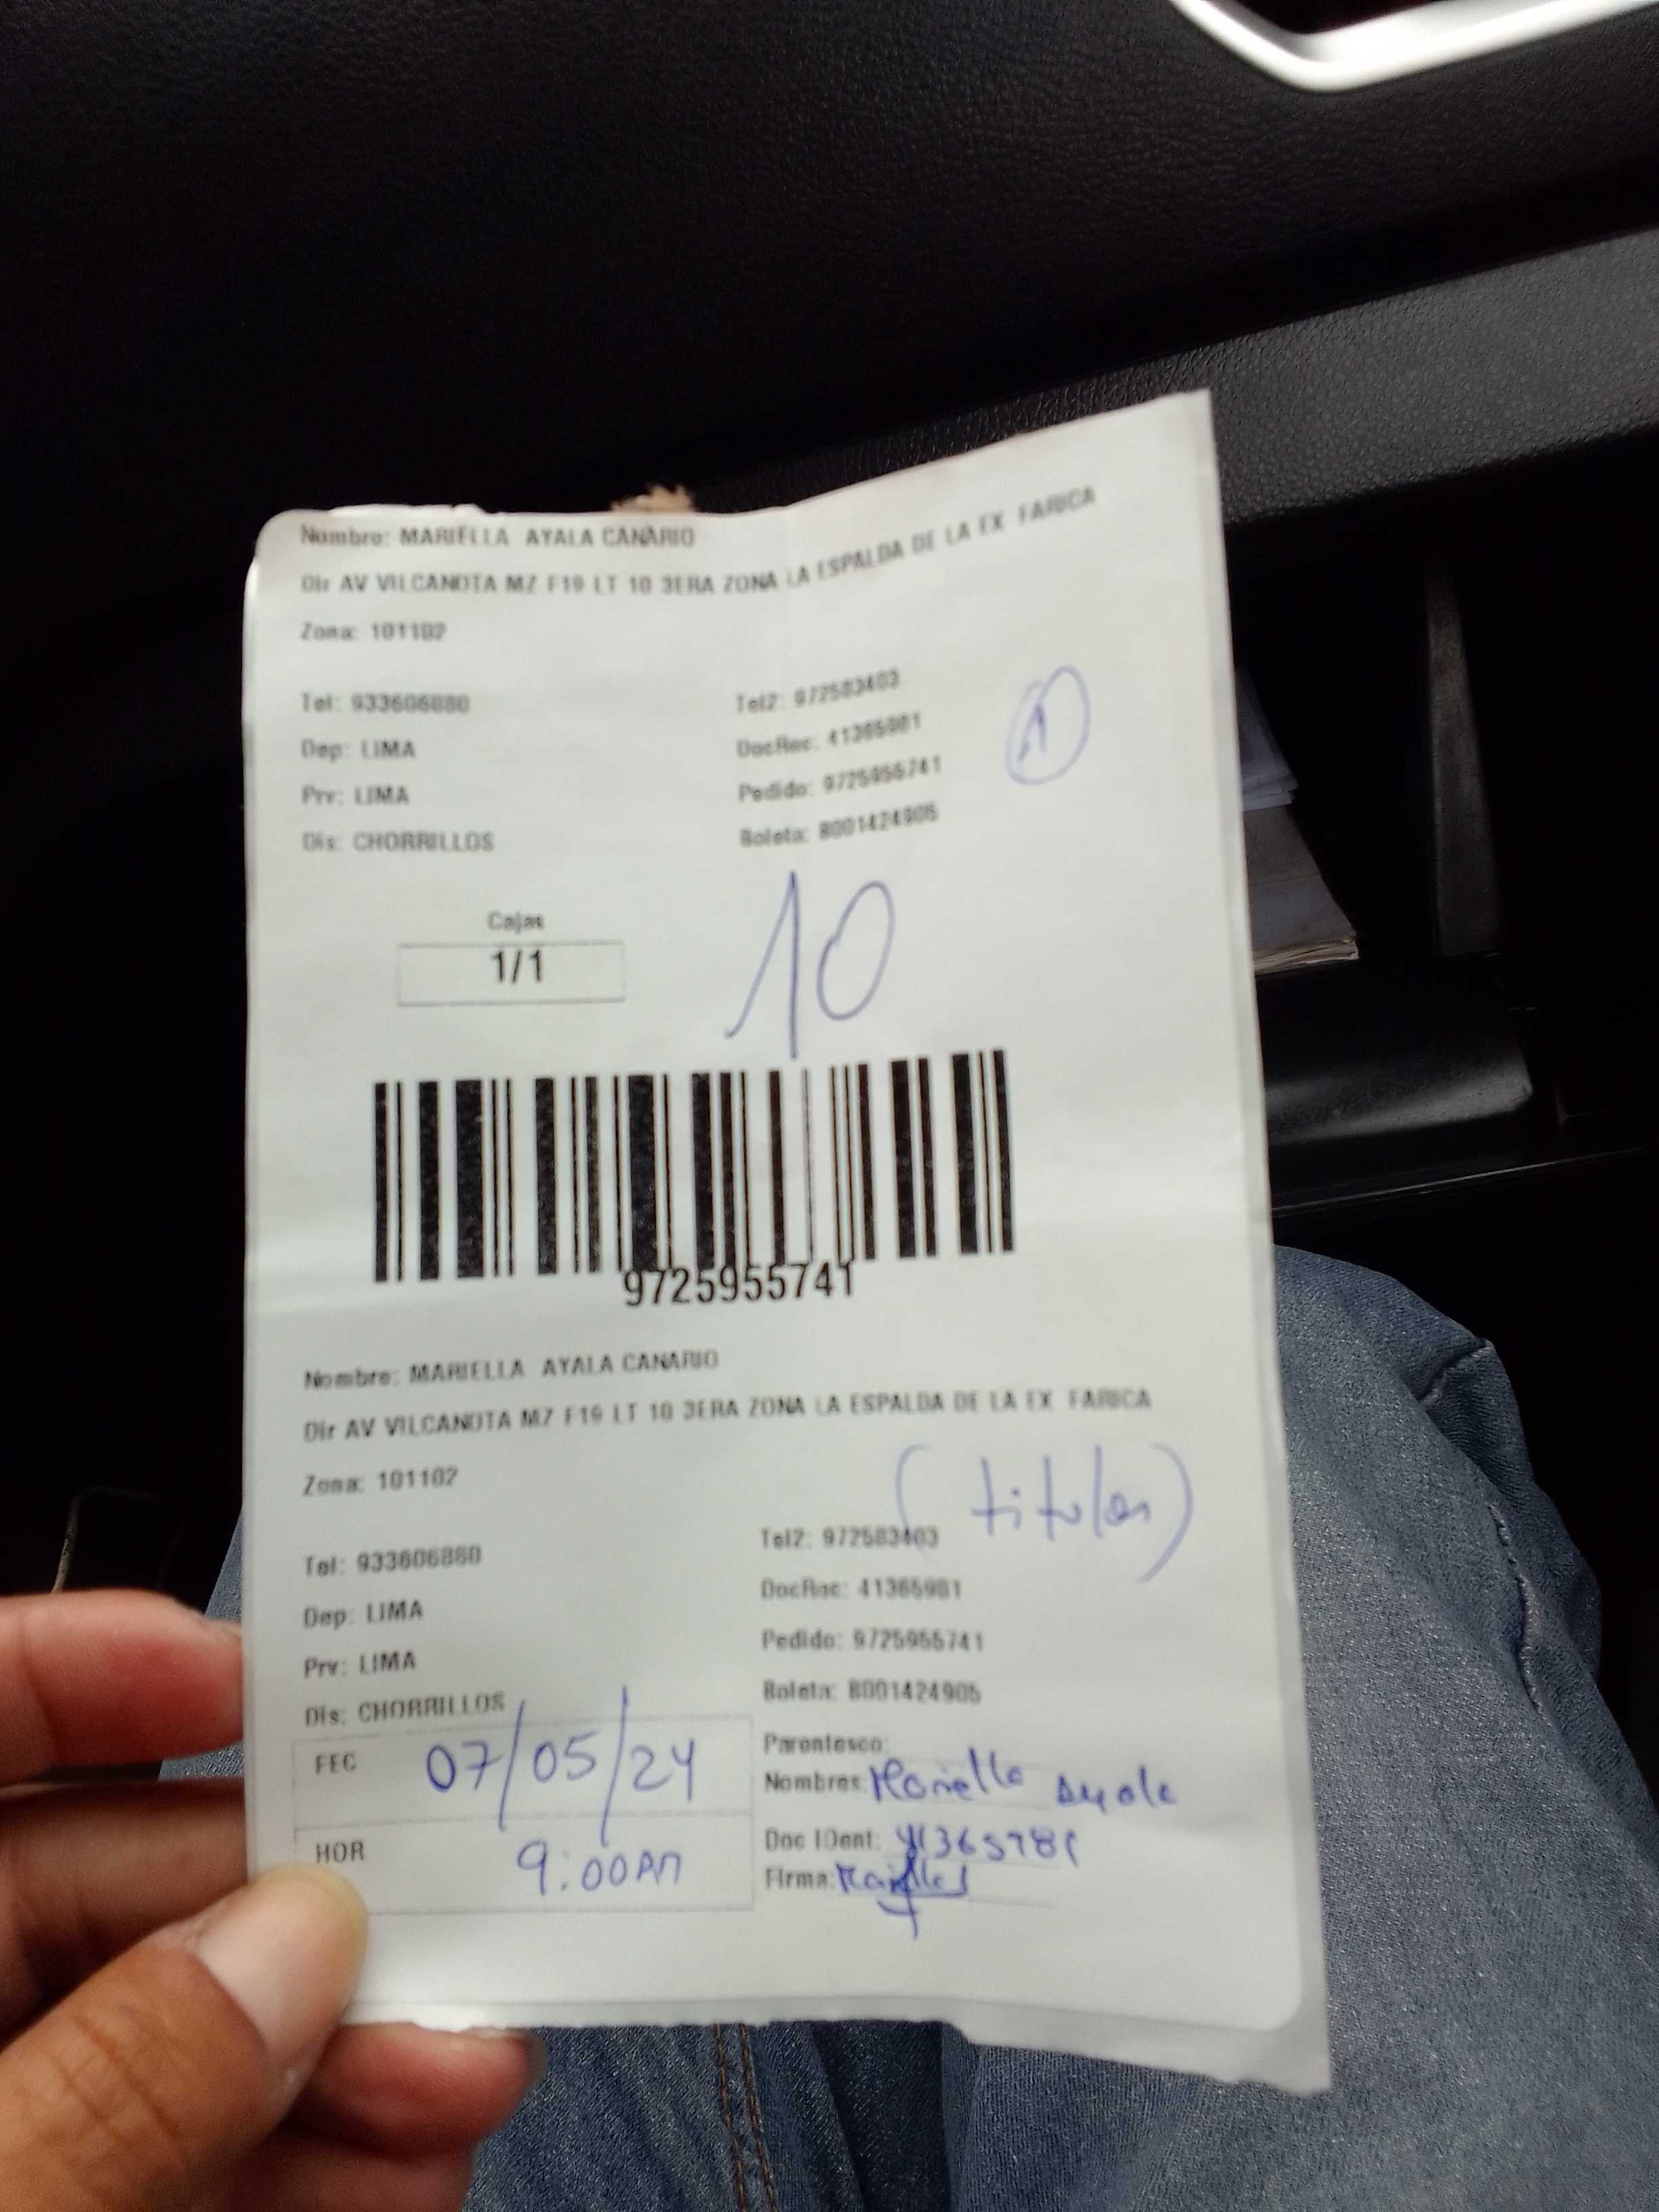 Nombre: MARIELLA AYALA CANARIO
Dir AV VILCANOTA MZ F19 LT 10 3ERA ZONA LA ESPALDA DE LA EX FARICA
Zona: 101102
Tel: 933606880 Tel2: 972583403
Dep: LIMA DocRec: 41365981
Prv: LIMA Pedido: 9725955741
Dis: CHORRILLOS Boleta: B001424905
1
Cajas
1/1
10
9725955741
Nombre: MARIELLA AYALA CANARIO
Dir AV VILCANOTA MZ F19 LT 10 3ERA ZONA LA ESPALDA DE LA EX FARICA
Zona: 101102
(titular)
Tel: 933606880 Tel2: 972583403
Dep: LIMA DocRec: 41365981
Prv: LIMA Pedido: 9725955741
Dis: CHORRILLOS Boleta: B001424905
FEC 07/05/24 Parentesco:
Nombres: Mariella Ayala
HOR 9:00AM Doc IDent:
Firma: